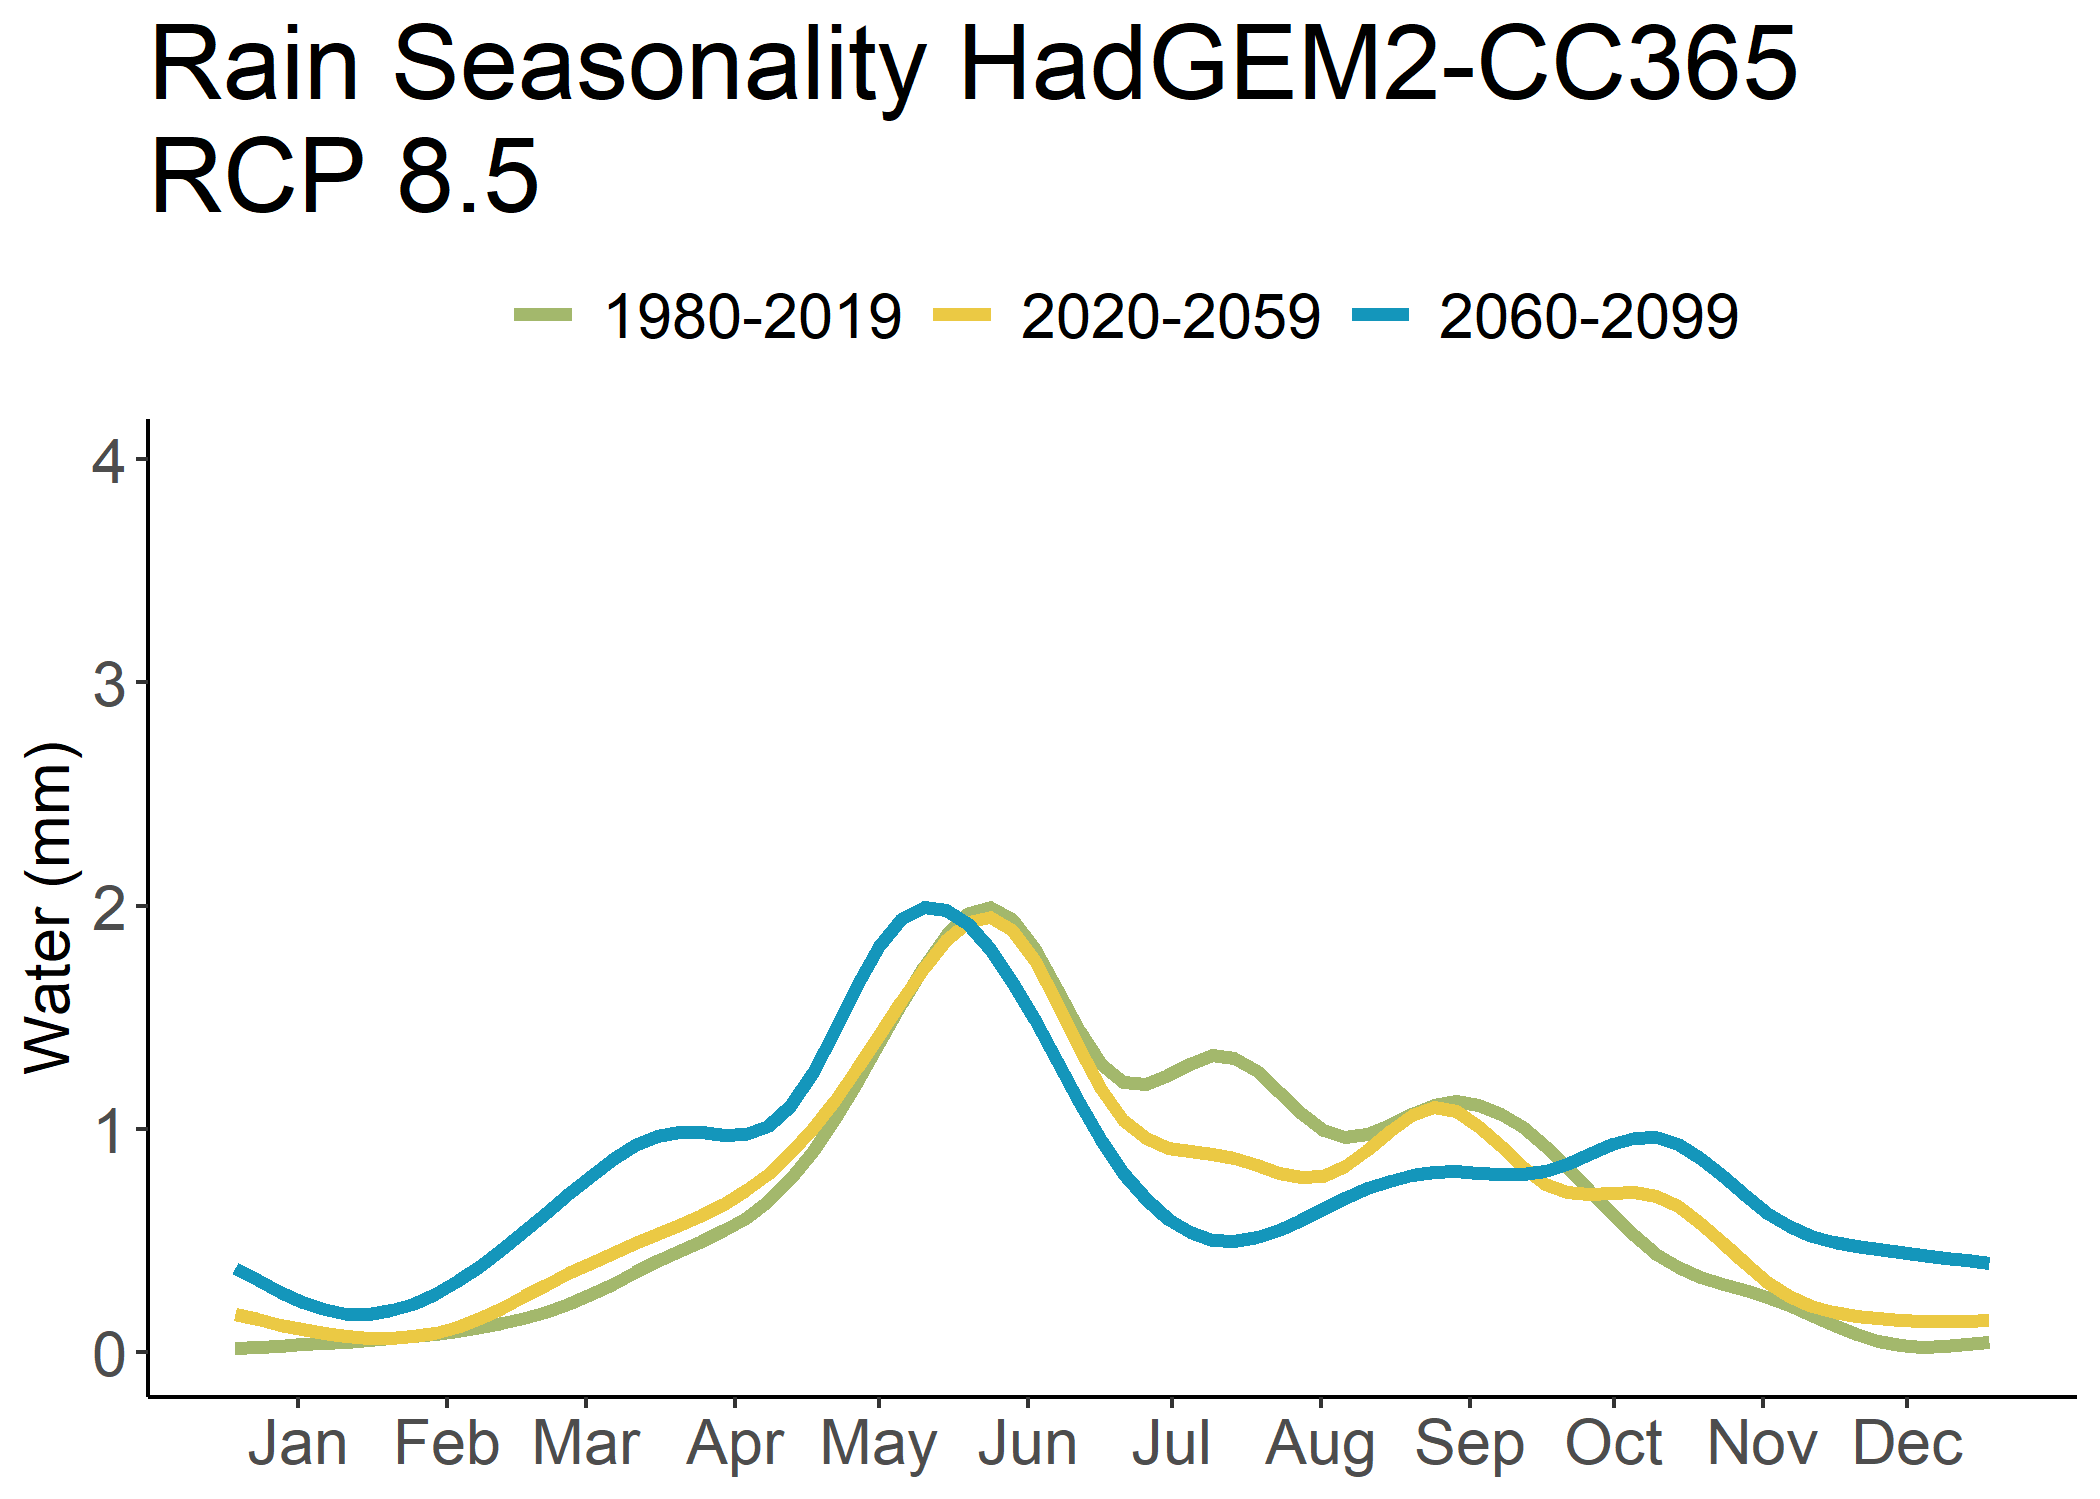 Rain Seasonality HadGEM2-CC365
RCP 8.5
1980-2019 2020-2059 2060-2099
4
3
2
1
0
Water (mm)
Jan Feb Mar Apr May Jun Jul Aug Sep Oct Nov Dec